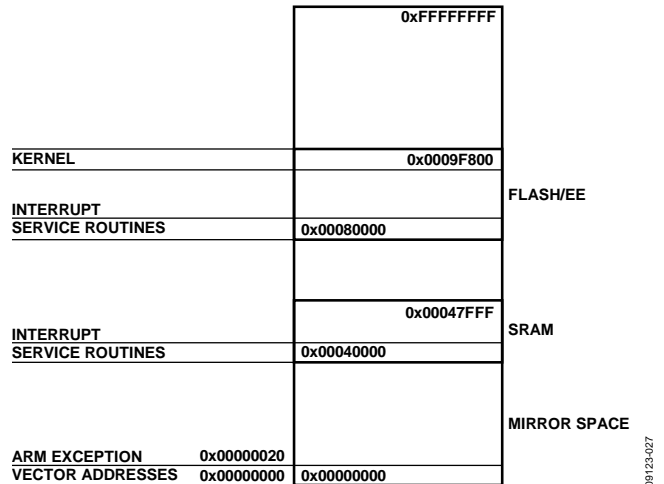 0xFFFFFFFF
KERNEL 0x0009F800
FLASH/EE
INTERRUPT
SERVICE ROUTINES 0x00080000
0x00047FFF
SRAM
INTERRUPT
SERVICE ROUTINES 0x00040000
MIRROR SPACE
ARM EXCEPTION 0x00000020
VECTOR ADDRESSES 0x00000000 0x00000000
09123-027